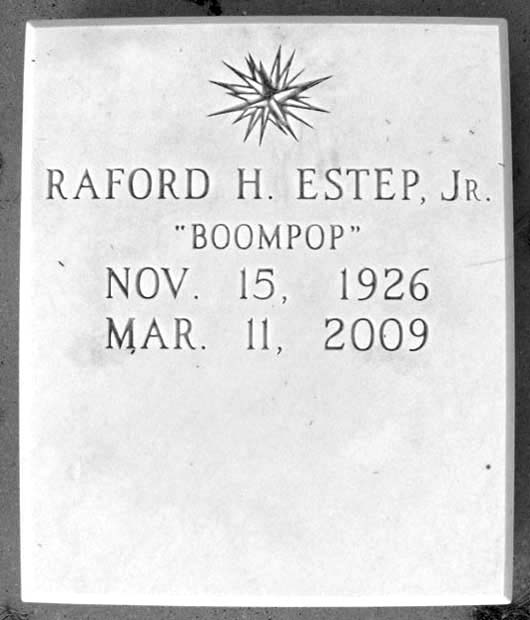 RAFORD H. ESTEP, JR.
"BOOMPOP"
NOV. 15, 1926
MAR. 11, 2009